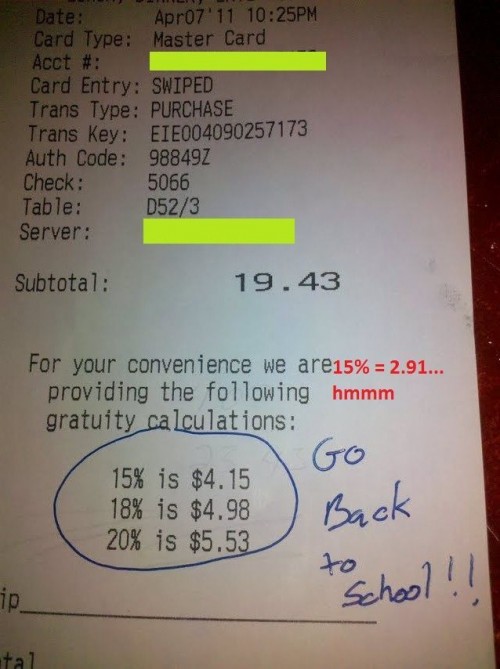 Date: Apr07'11 10:25PM
Card Type: Master Card
Acct #:
Card Entry: SWIPED
Trans Type: PURCHASE
Trans Key: EIE004090257173
Auth Code: 98849Z
Check: 5066
Table: D52/3
Server:
Subtotal: 19.43
For your convenience we are
providing the following
gratuity calculations:
15% = 2.91...
hmmm
15% is $4.15
18% is $4.98
20% is $5.53
Go
Back
to
School!!
ip
tal